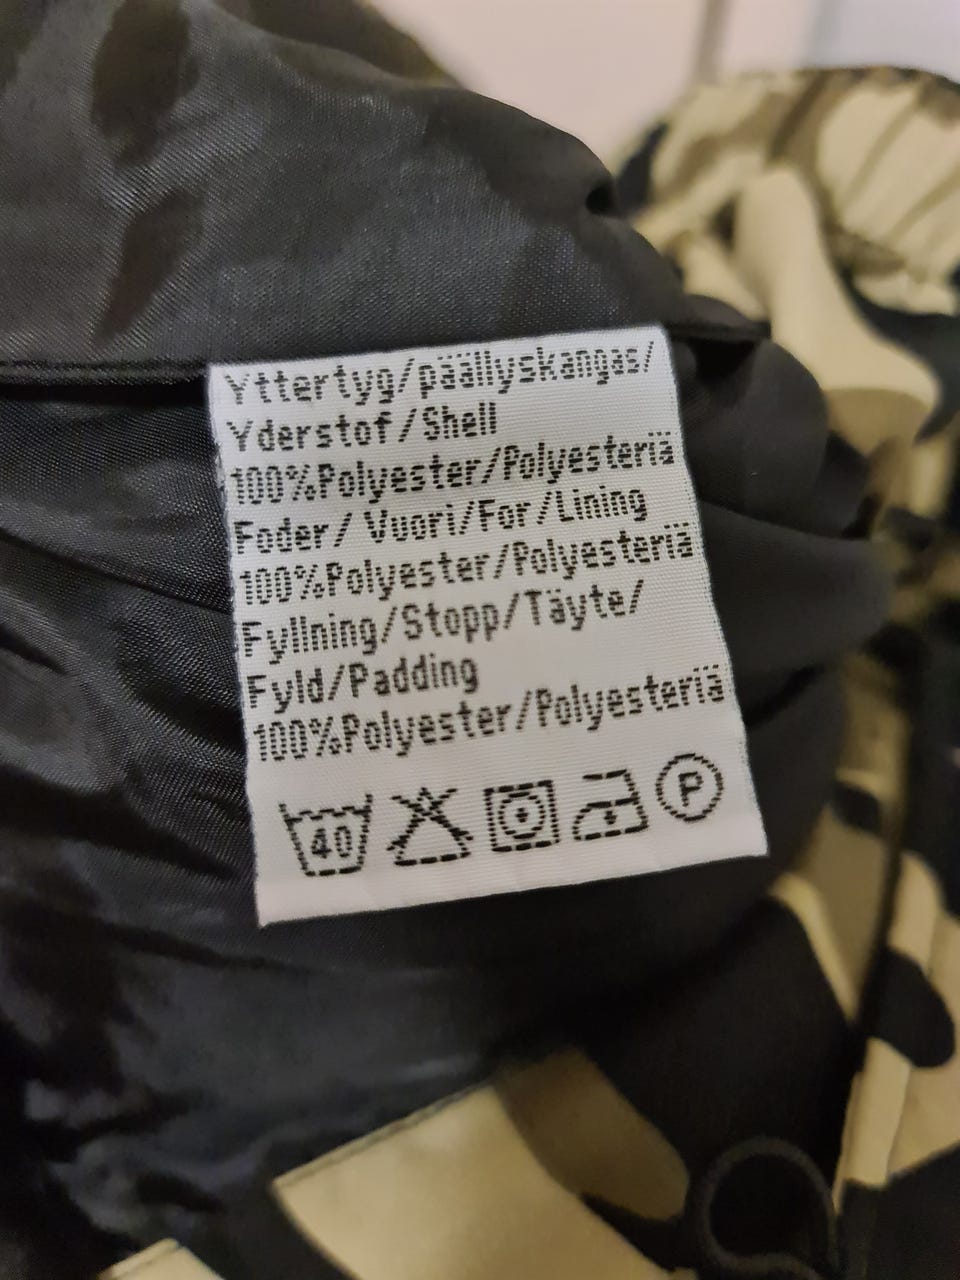 Yttertyg/päällyskangas/
Yderstof/Shell
100%Polyester/Polyesteriä
Foder/Vuori/For/Lining
100%Polyester/Polyesteriä
Fyllning/Stopp/Täyte/
Fyld/Padding
100%Polyester/Polyesteriä
40 P